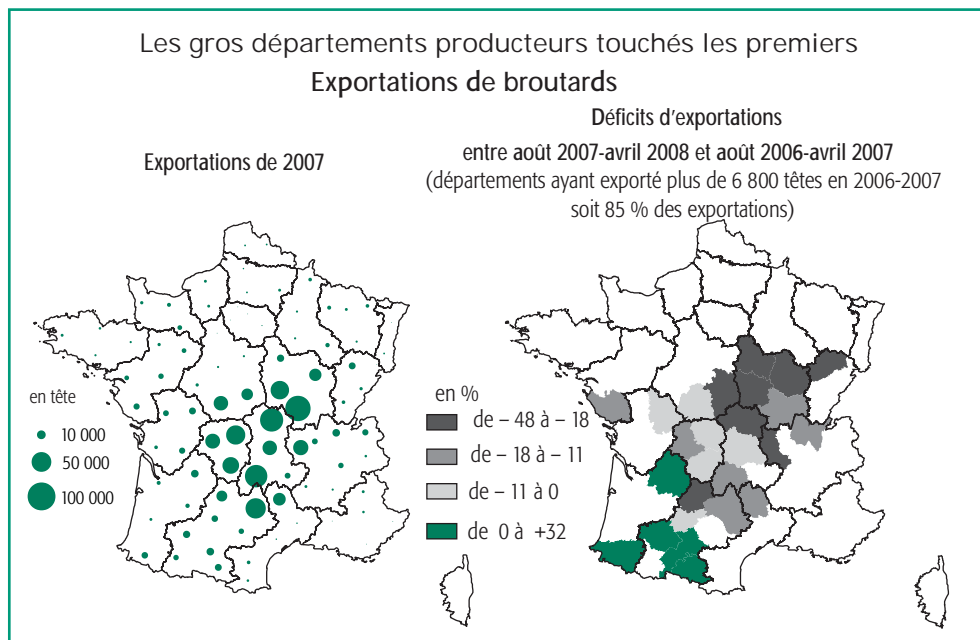 Les gros départements producteurs touchés les premiers
Exportations de broutards
Exportations de 2007
Déficits d'exportations
entre août 2007-avril 2008 et août 2006-avril 2007
(départements ayant exporté plus de 6 800 têtes en 2006-2007
soit 85 % des exportations)
en tête
10 000
50 000
100 000
en %
de – 48 à – 18
de – 18 à – 11
de – 11 à 0
de 0 à +32